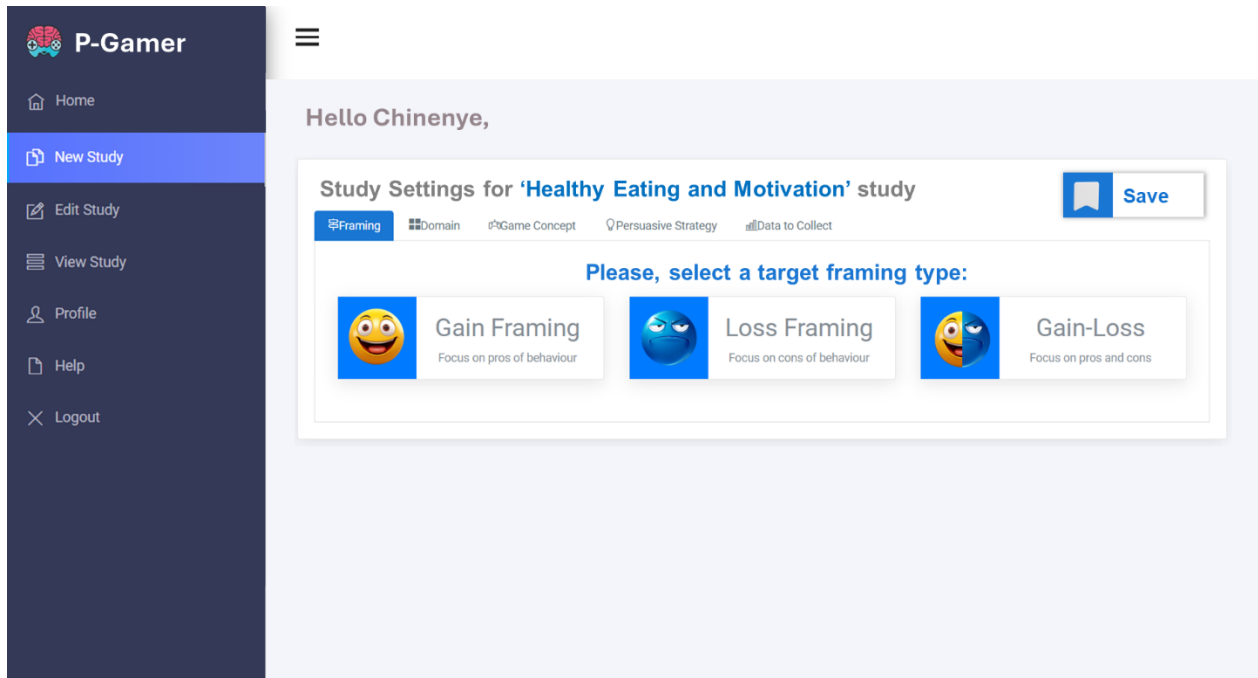 P-Gamer
Home
New Study
Edit Study
View Study
Profile
Help
Logout
Hello Chinenye,
Study Settings for ‘Healthy Eating and Motivation’ study
Save
Framing Domain Game Concept Persuasive Strategy Data to Collect
Please, select a target framing type:
Gain Framing
Focus on pros of behaviour
Loss Framing
Focus on cons of behaviour
Gain-Loss
Focus on pros and cons